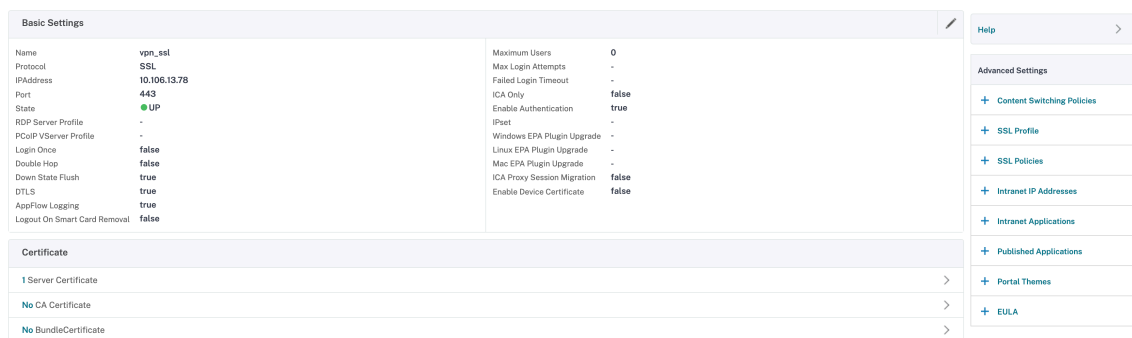 Basic Settings
Name vpn_ssl
Protocol SSL
IPAddress 10.106.13.78
Port 443
State UP
RDP Server Profile -
PCoIP VServer Profile -
Login Once false
Double Hop false
Down State Flush true
DTLS true
AppFlow Logging true
Logout On Smart Card Removal false
Maximum Users 0
Max Login Attempts -
Failed Login Timeout -
ICA Only false
Enable Authentication true
IPset -
Windows EPA Plugin Upgrade -
Linux EPA Plugin Upgrade -
Mac EPA Plugin Upgrade -
ICA Proxy Session Migration false
Enable Device Certificate false
Certificate
1 Server Certificate
No CA Certificate
No BundleCertificate
Help
Advanced Settings
+ Content Switching Policies
+ SSL Profile
+ SSL Policies
+ Intranet IP Addresses
+ Intranet Applications
+ Published Applications
+ Portal Themes
+ EULA